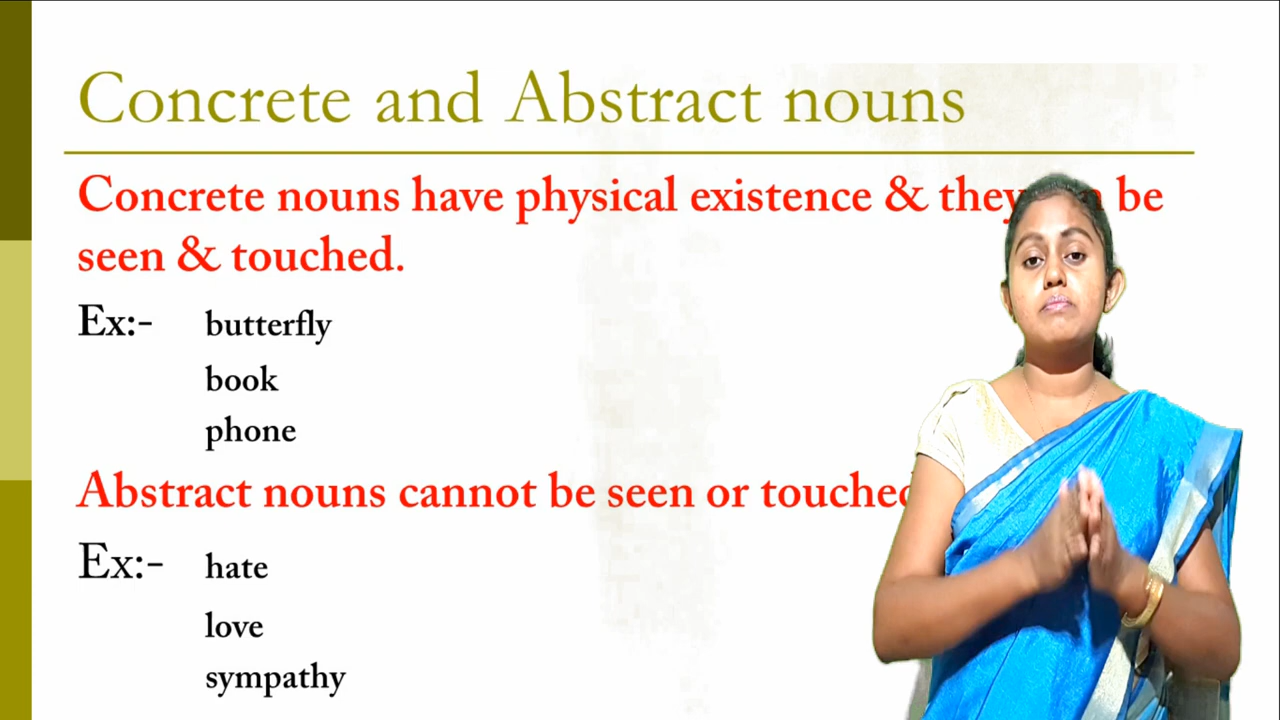 Concrete and Abstract nouns
Concrete nouns have physical existence & they be
seen & touched.
Ex:- butterfly
book
phone
Abstract nouns cannot be seen or touched
Ex:- hate
love
sympathy